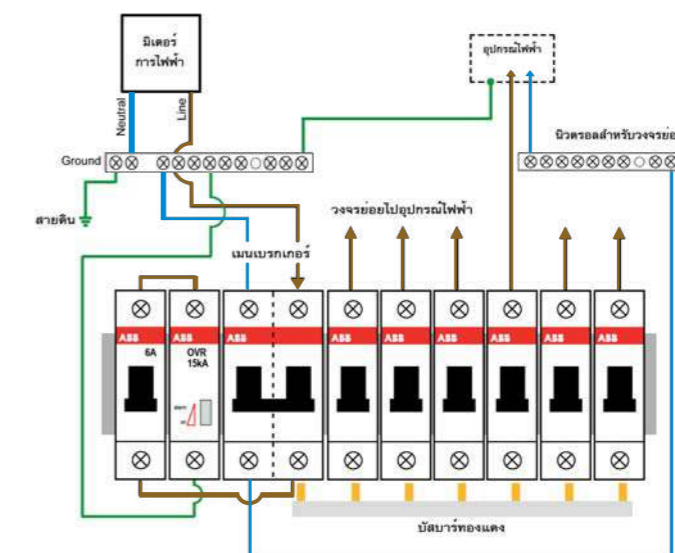 มิเตอร์
การไฟฟ้า
อุปกรณ์ไฟฟ้า
Neutral
Line
นิวตรอลสำหรับวงจรย่อ
Ground
สายดิน
วงจรย่อยไปอุปกรณ์ไฟฟ้า
เมนเบรกเกอร์
ABB
ABB
ABB
ABB
ABB
ABB
ABB
ABB
ABB
6A
OVR
15kA
บัสบาร์ทองแดง